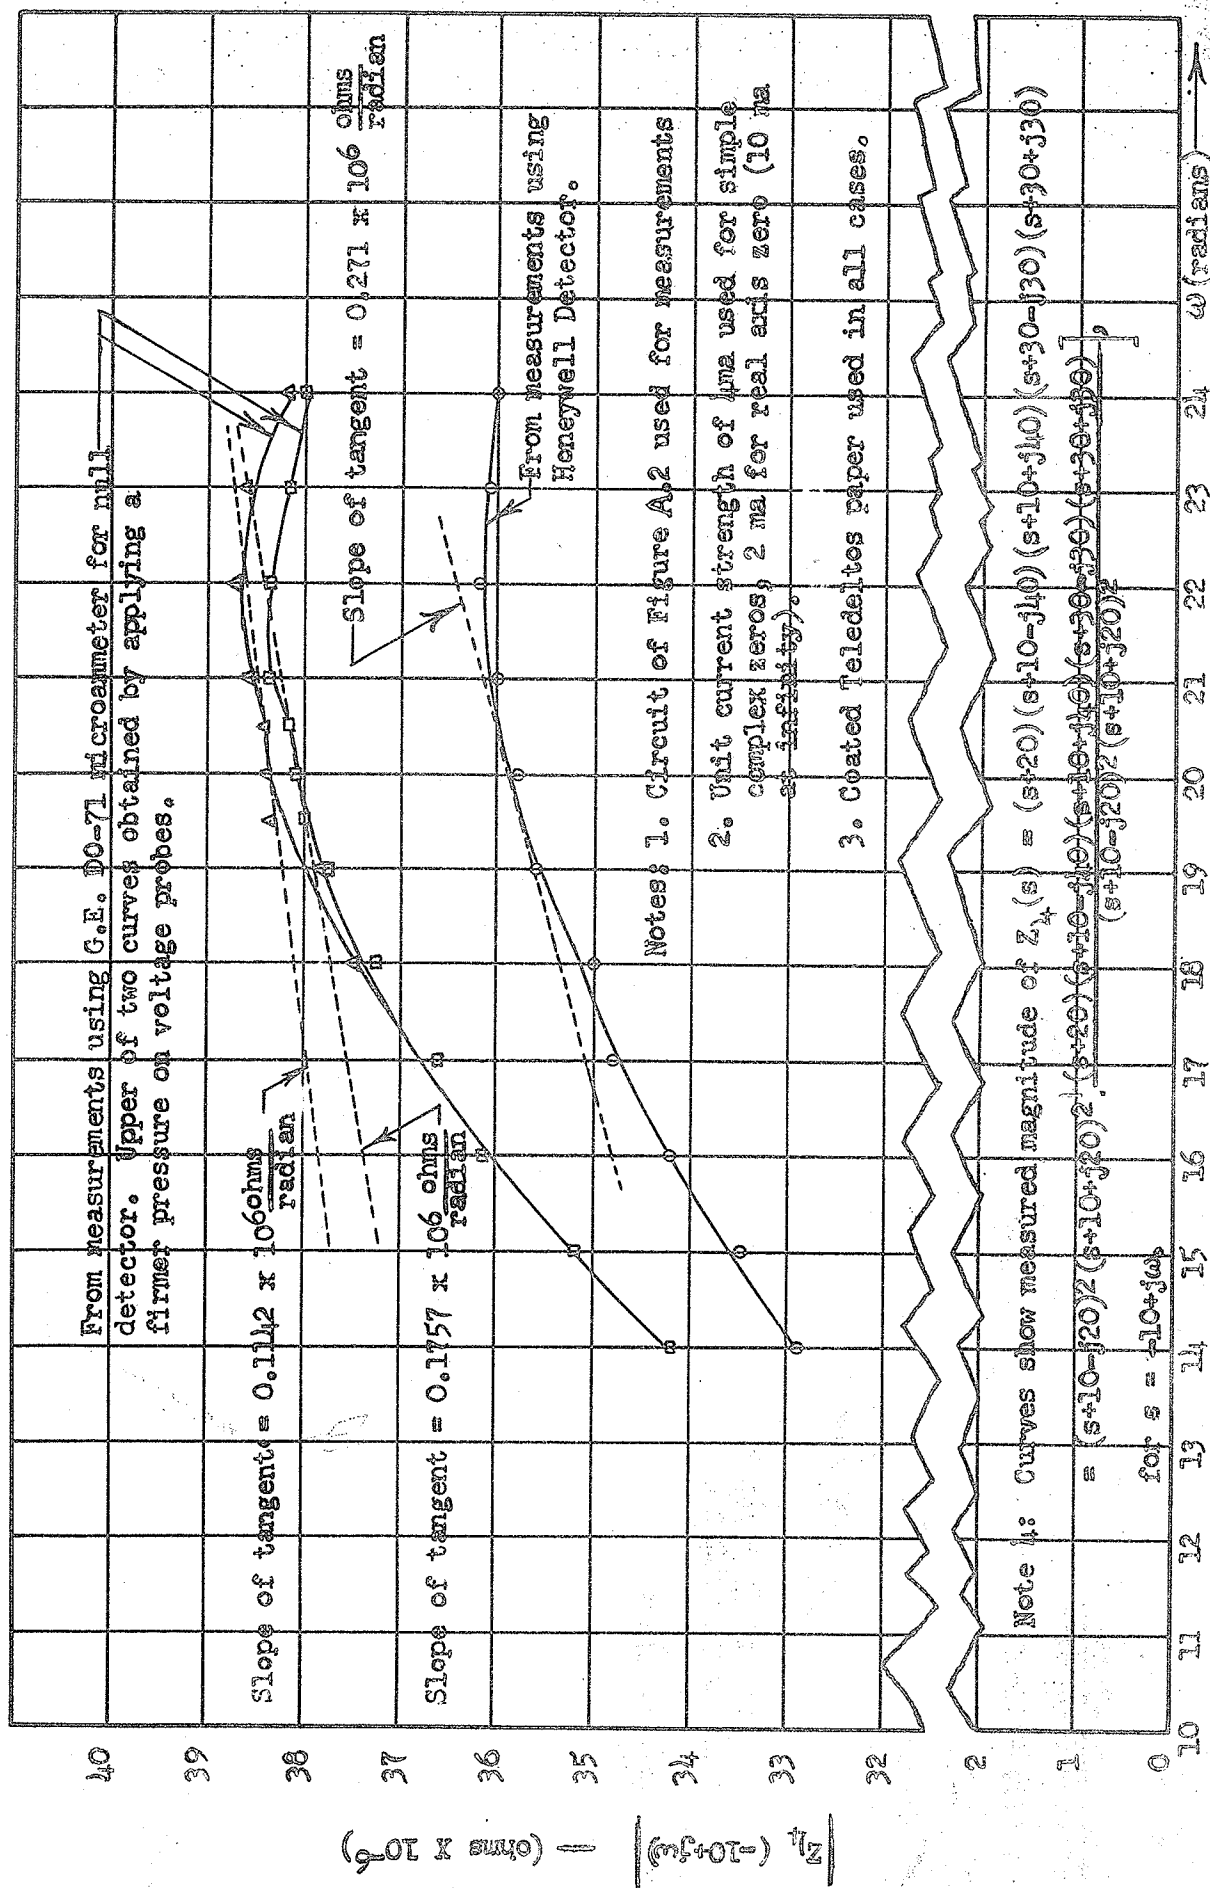 From measurements using G.E. DO-71 microammeter for null
detector. Upper of two curves obtained by applying a
firmer pressure on voltage probes.
Slope of tangent = 0.1142 x 10⁶ ohms
radian
Slope of tangent = 0.1757 x 10⁶ ohms
radian
Slope of tangent = 0.271 x 10⁶ ohms
radian
From measurements using
Honeywell Detector.
Notes: 1. Circuit of Figure A.2 used for measurements
2. Unit current strength of 4ma used for simple
complex zeros, 2 ma for real axis zero (10 ma
at infinity).
3. Coated Teledeltos paper used in all cases.
Note 4: Curves show measured magnitude of Z₄(s) = (s+20)(s+10-j40)(s+10+j40)(s+30-j30)(s+30+j30)
(s+10-j20)²(s+10+j20)²
= (s+10-j20)²(s+10+j20)² (s+20)(s+10-j40)(s+10+j40)(s+30-j30)(s+30+j30)],
for s = -10+jω.
|Z₄ (-10+jω)| — (ohms X 10⁻⁶)
40
39
38
37
36
35
34
33
32
2
1
0
10 11 12 13 14 15 16 17 18 19 20 21 22 23 24 ω(radians)